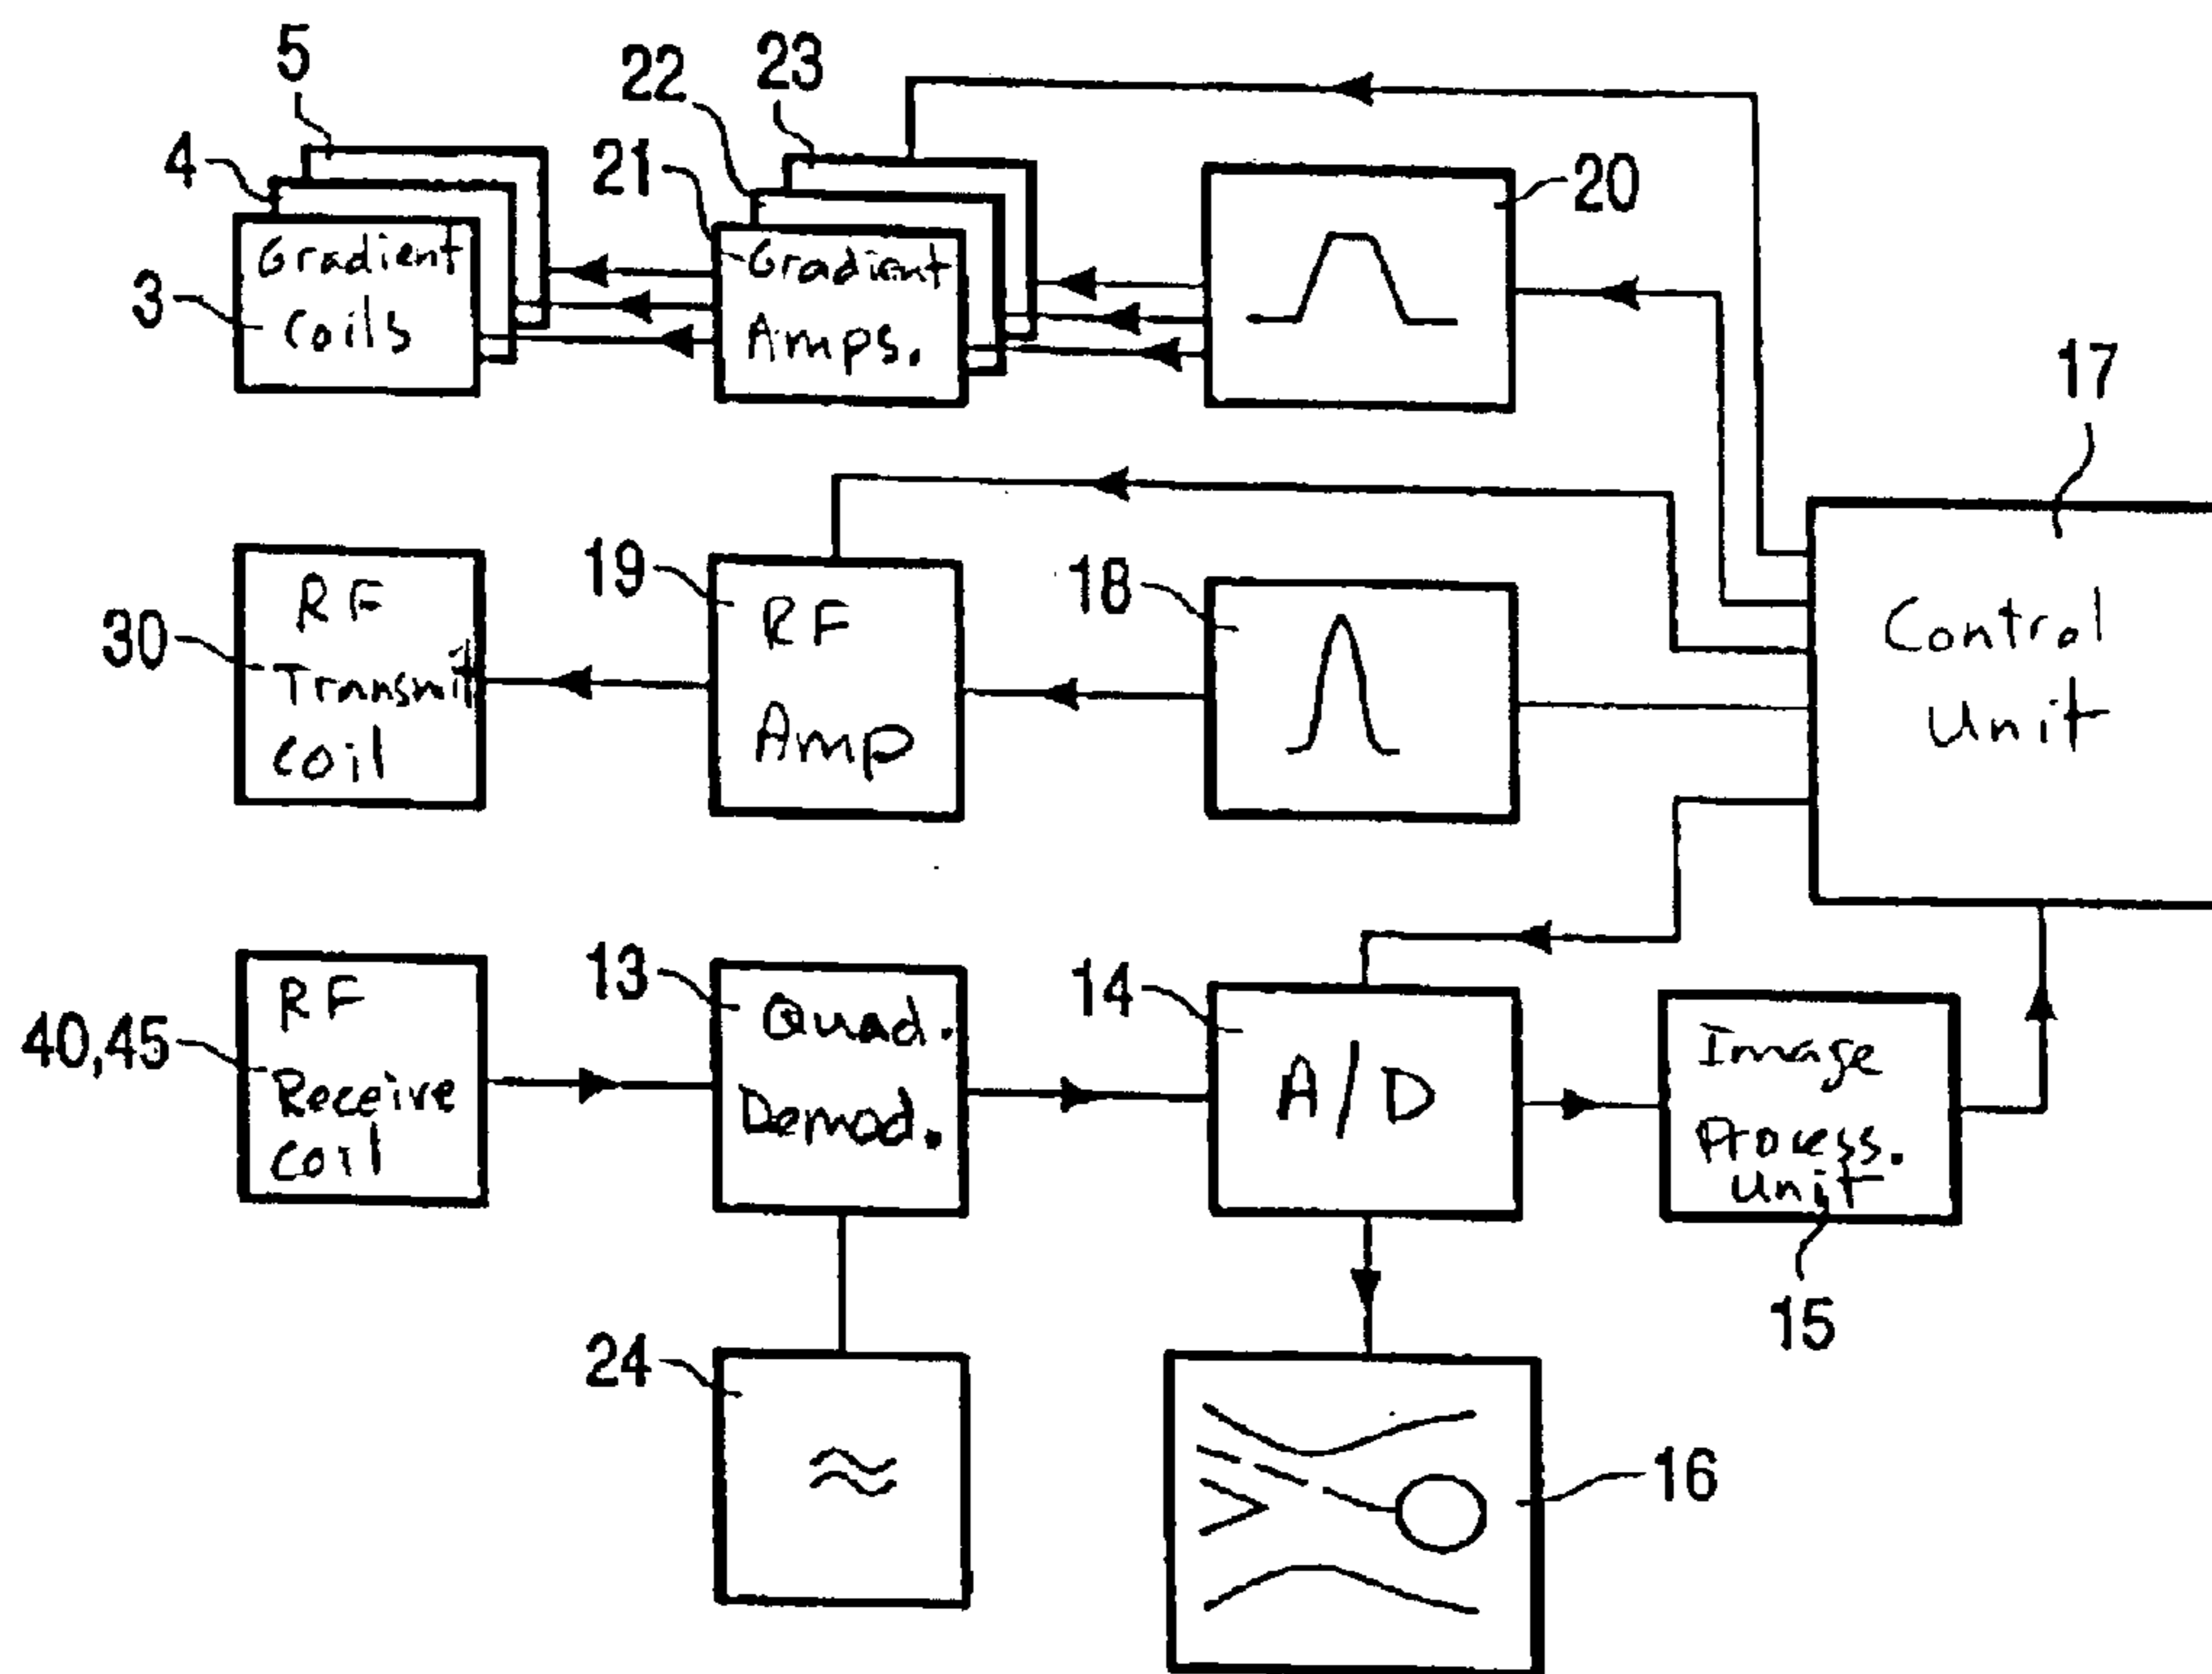 5
22
23
4
21
20
3
Gradient
Coils
Gradient
Amps.
17
19
18
30
RF
Transmit
Coil
RF
Amp
Control
Unit
13
14
40,45
RF
Receive
Coil
Quad.
Demod.
A/D
Image
Process.
Unit
15
24
16